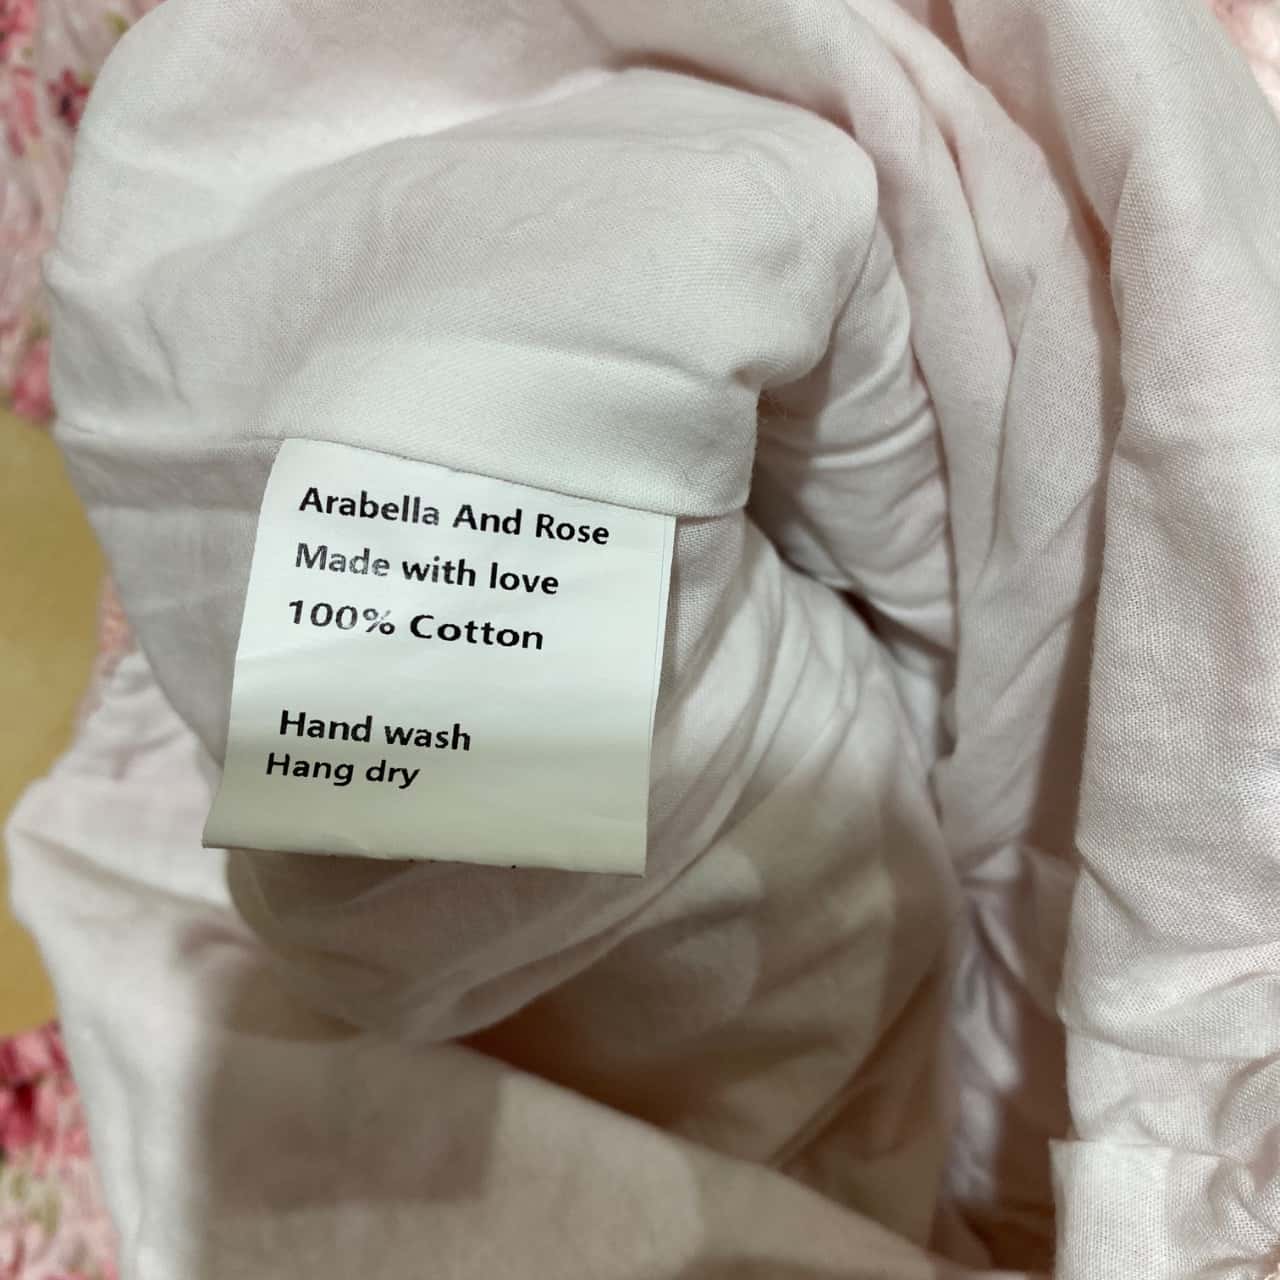 Arabella And Rose
Made with love
100% Cotton
Hand wash
Hang dry